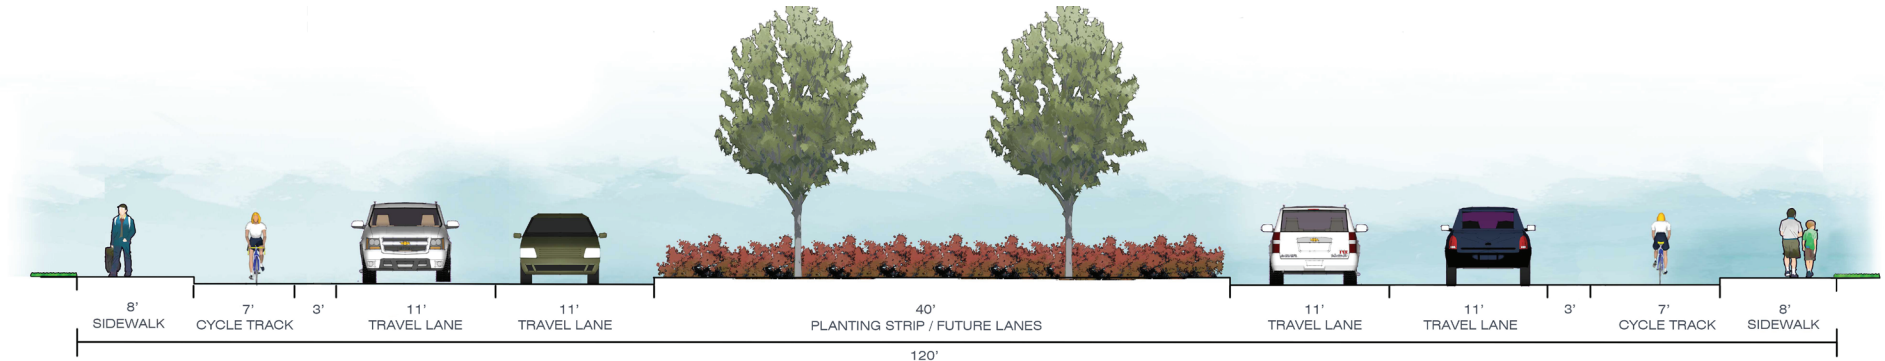 8' 7' 3' 11' 11' 40' 11' 11' 3' 7' 8'
SIDEWALK CYCLE TRACK TRAVEL LANE TRAVEL LANE PLANTING STRIP / FUTURE LANES TRAVEL LANE TRAVEL LANE CYCLE TRACK SIDEWALK
120'